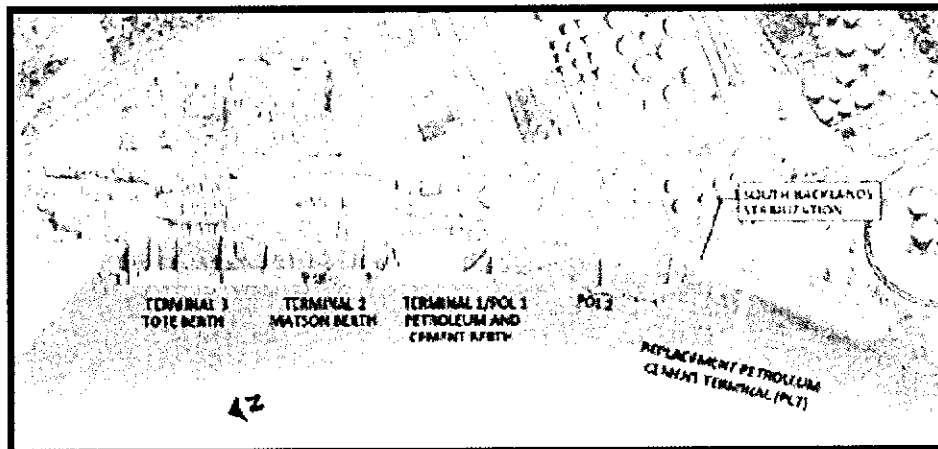 SOUTH BACKLANDS
STABILIZATION
TERMINAL 3
TOTE BERTH
TERMINAL 2
MATSON BERTH
TERMINAL 1/POL 1
PETROLEUM AND
CEMENT BERTH
POL 2
REPLACEMENT PETROLEUM
CEMENT TERMINAL (PCT)
N